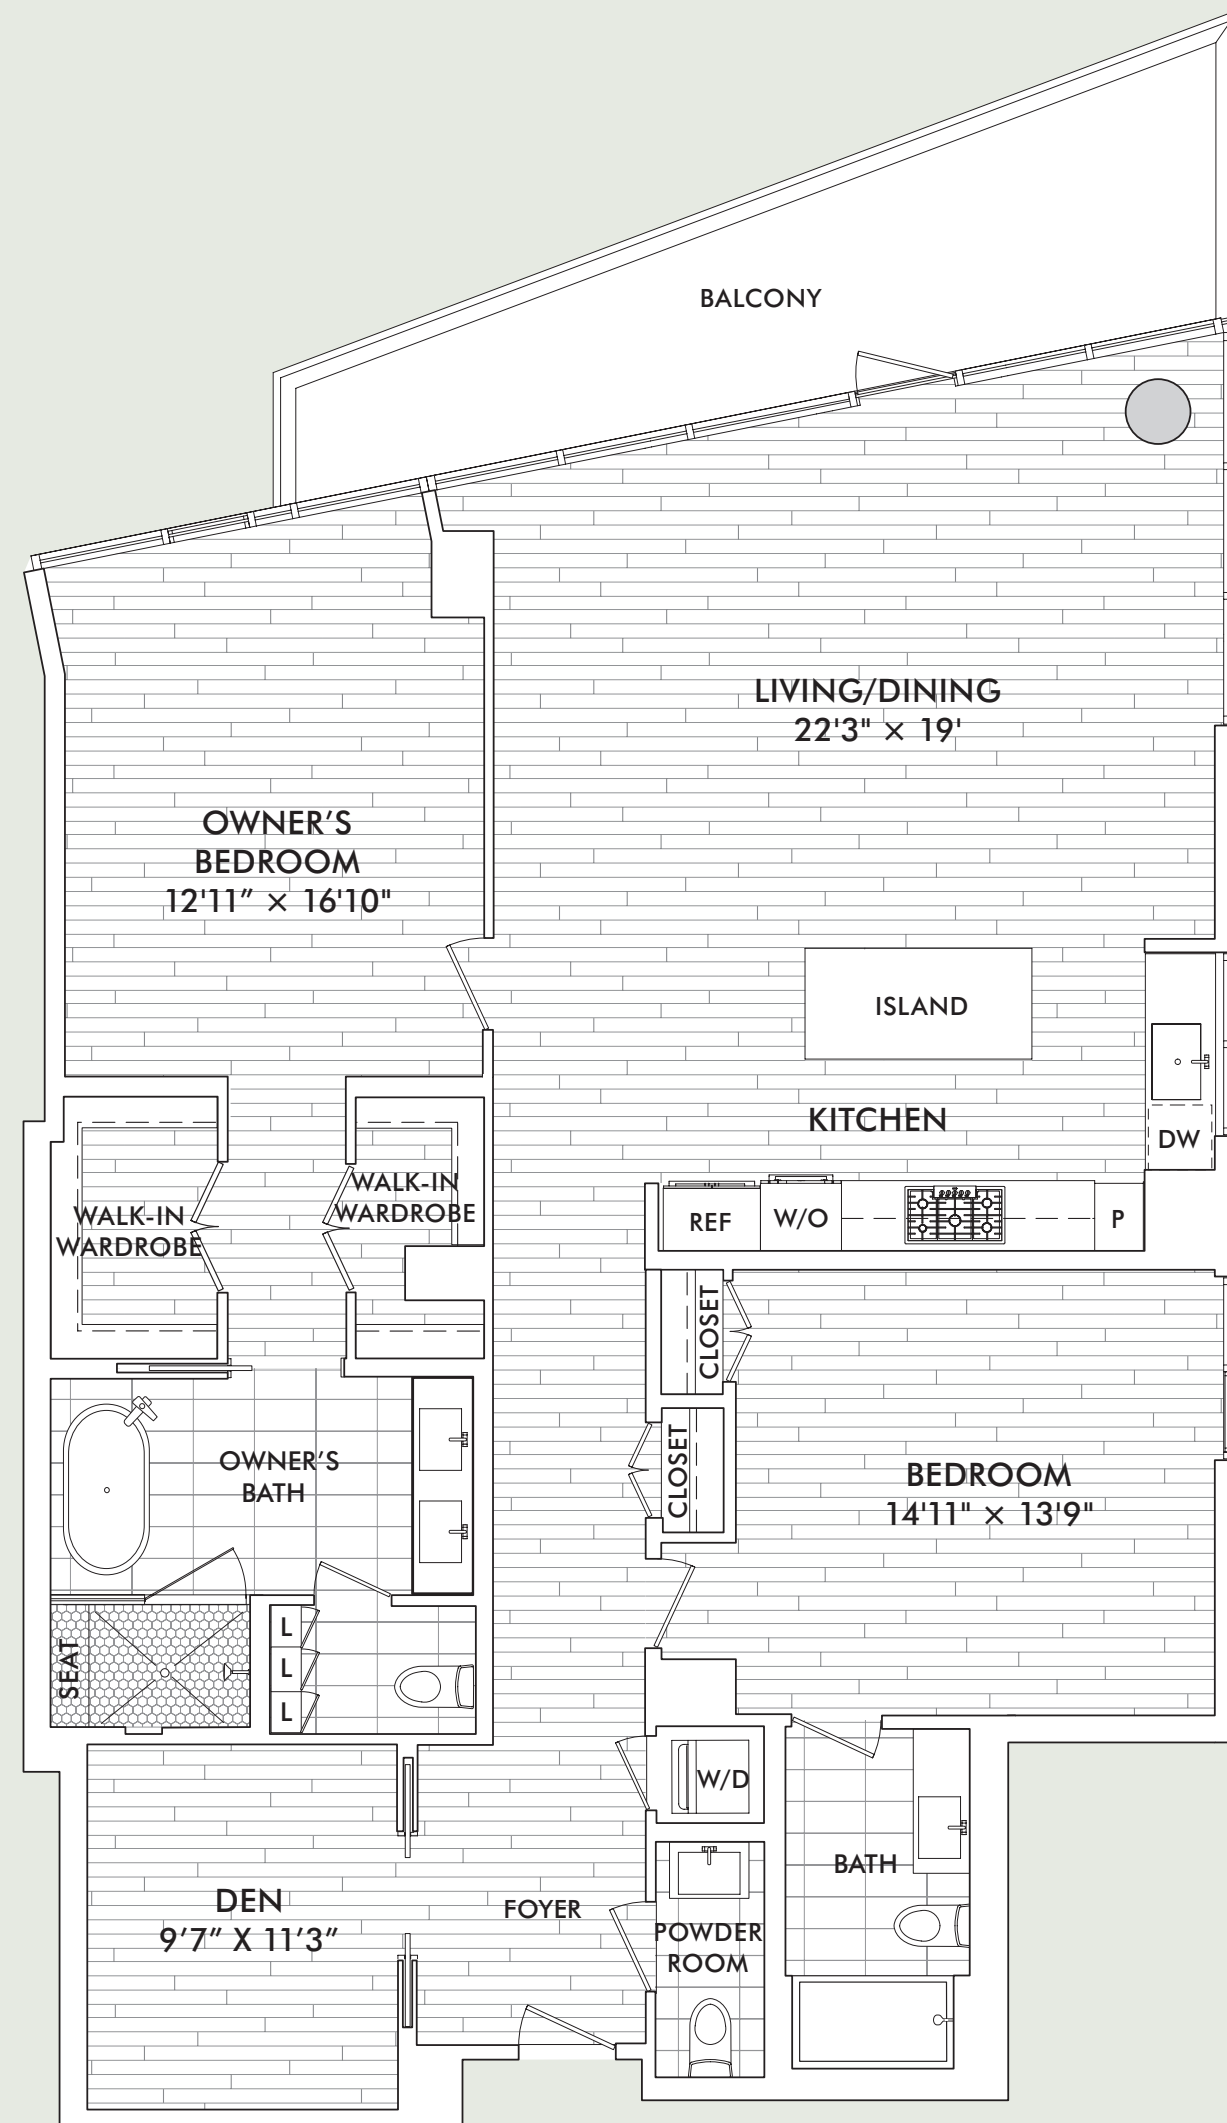 BALCONY
LIVING/DINING
22'3" × 19'
OWNER'S
BEDROOM
12'11" × 16'10"
ISLAND
KITCHEN
DW
WALK-IN
WARDROBE
WALK-IN
WARDROBE
REF
W/O
P
CLOSET
CLOSET
OWNER'S
BATH
BEDROOM
14'11" × 13'9"
SEAT
L
L
L
W/D
BATH
DEN
9'7" X 11'3"
FOYER
POWDER
ROOM